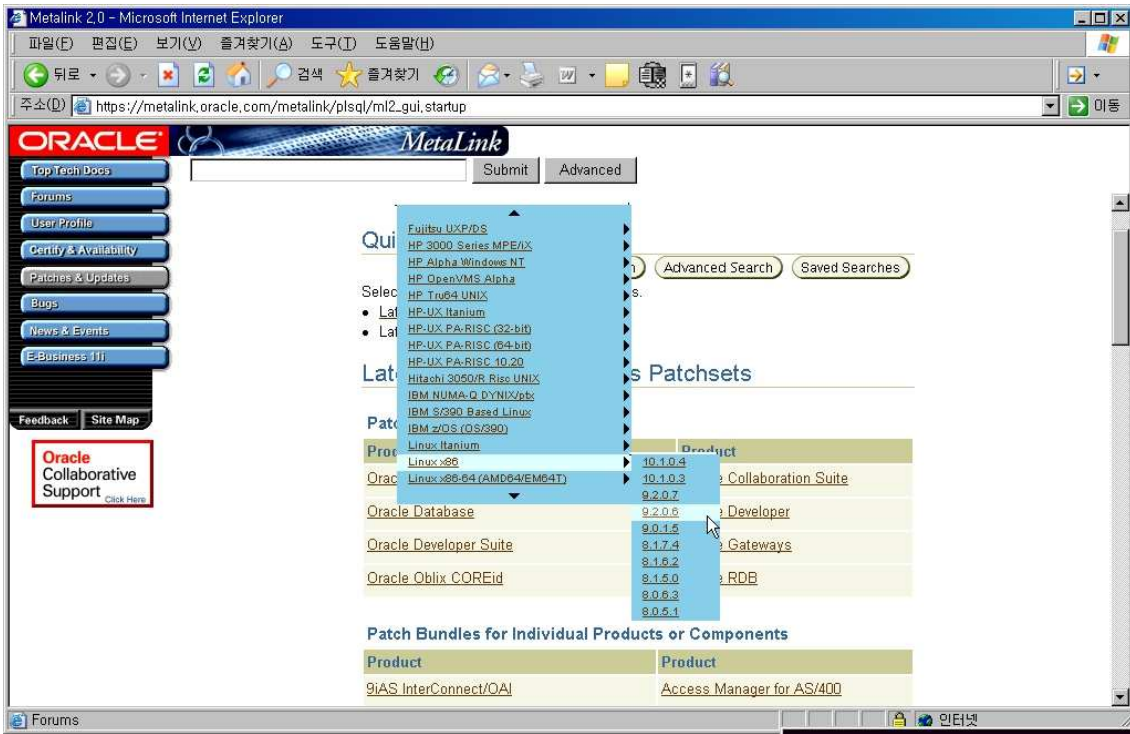 Metalink 2,0 - Microsoft Internet Explorer
파일(F) 편집(E) 보기(V) 즐겨찾기(A) 도구(T) 도움말(H)
뒤로 검색 즐겨찾기
주소(D) https://metalink,oracle,com/metalink/plsql/ml2_gui,startup 이동
ORACLE MetaLink
Submit Advanced
Top Tech Docs
Forums
User Profile
Certify & Availability
Patches & Updates
Bugs
News & Events
E-Business 11i
Feedback Site Map
Oracle
Collaborative
Support
Click Here
Qui
Advanced Search Saved Searches
Selec s.
• Lat
• Lat
Late s Patchsets
Patc
Prod Product
Orac e Collaboration Suite
Oracle Database e Developer
Oracle Developer Suite e Gateways
Oracle Oblix COREid e RDB
Fujitsu UXP/DS
HP 3000 Series MPE/iX
HP Alpha Windows NT
HP OpenVMS Alpha
HP Tru64 UNIX
HP-UX Itanium
HP-UX PA-RISC (32-bit)
HP-UX PA-RISC (64-bit)
HP-UX PA-RISC 10.20
Hitachi 3050/R Risc UNIX
IBM NUMA-Q DYNIX/ptx
IBM S/390 Based Linux
IBM z/OS (OS/390)
Linux Itanium
Linux x86
Linux x86-64 (AMD64/EM64T)
10.1.0.4
10.1.0.3
9.2.0.7
9.2.0.6
9.0.1.5
8.1.7.4
8.1.6.2
8.1.5.0
8.0.6.3
8.0.5.1
Patch Bundles for Individual Products or Components
Product Product
9iAS InterConnect/OAI Access Manager for AS/400
Forums 인터넷